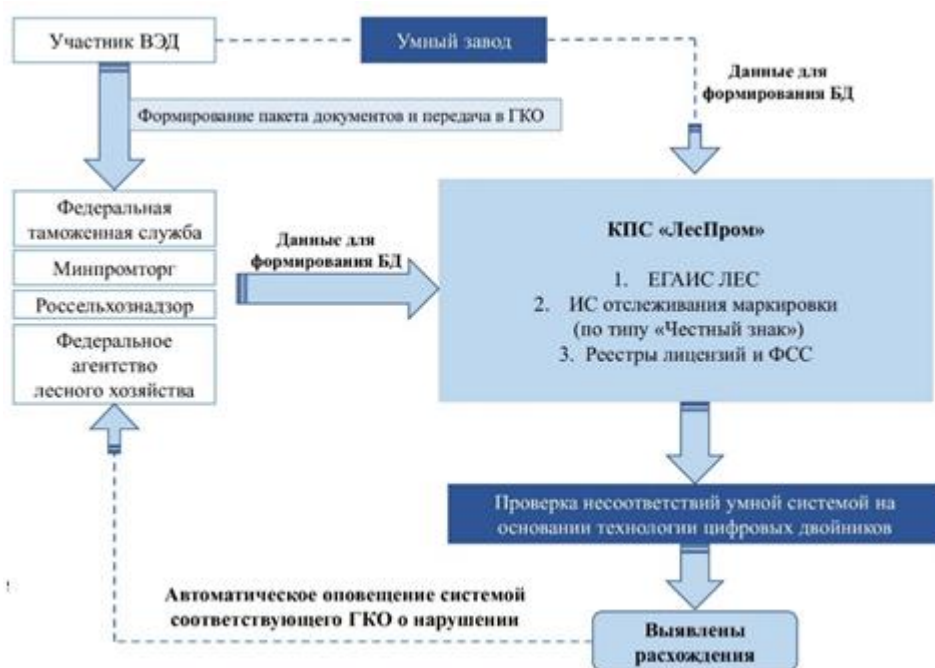 Участник ВЭД
Умный завод
Данные для
формирования БД
Формирование пакета документов и передача в ГКО
Федеральная
таможенная служба
Минпромторг
Россельхознадзор
Федеральное
агентство
лесного хозяйства
Данные для
формирования БД
КПС «ЛесПром»
1. ЕГАИС ЛЕС
2. ИС отслеживания маркировки
(по типу «Честный знак»)
3. Реестры лицензий и ФСС
Проверка несоответствий умной системой на
основании технологии цифровых двойников
Автоматическое оповещение системой
соответствующего ГКО о нарушении
Выявлены
расхождения